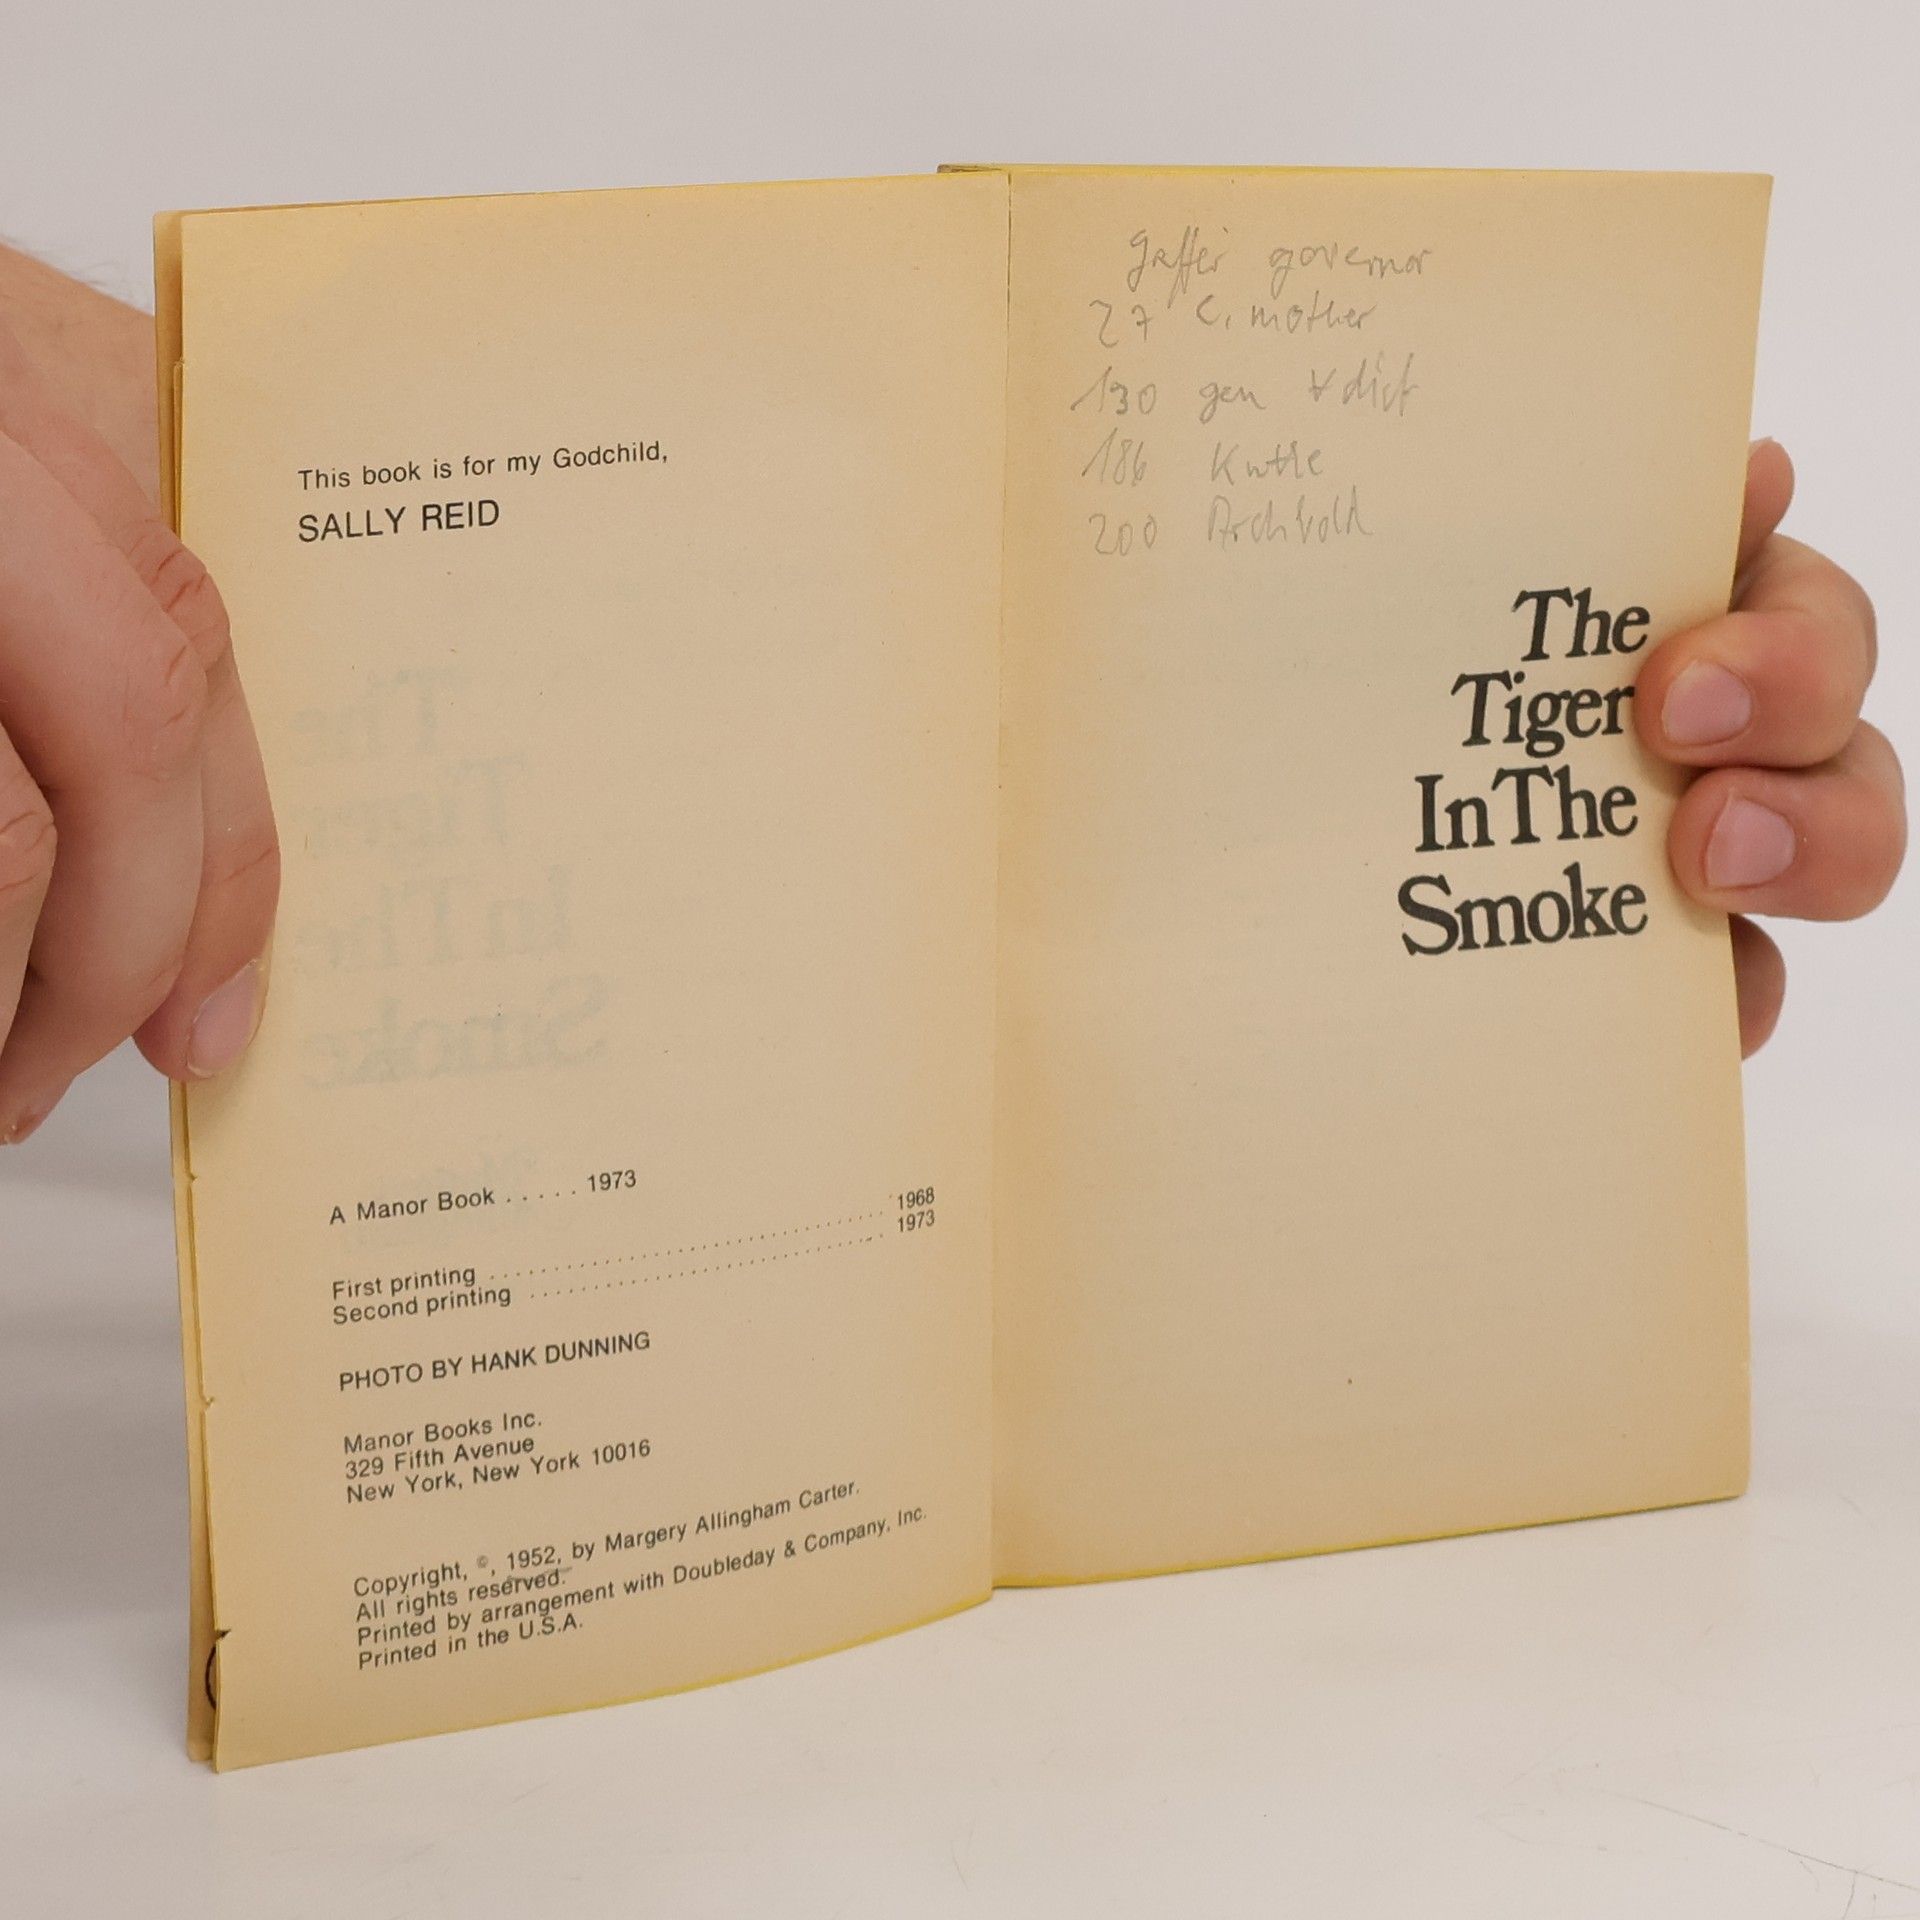 This book is for my Godchild,
SALLY REID
A Manor Book ..... 1973
First printing .......................................... 1968
Second printing ....................................... 1973
PHOTO BY HANK DUNNING
Manor Books Inc.
329 Fifth Avenue
New York, New York 10016
Copyright, ©, 1952, by Margery Allingham Carter.
All rights reserved.
Printed by arrangement with Doubleday & Company, Inc.
Printed in the U.S.A.
gaffer governor
27 C. mother
130 gen
186
200
The
Tiger
In The
Smoke